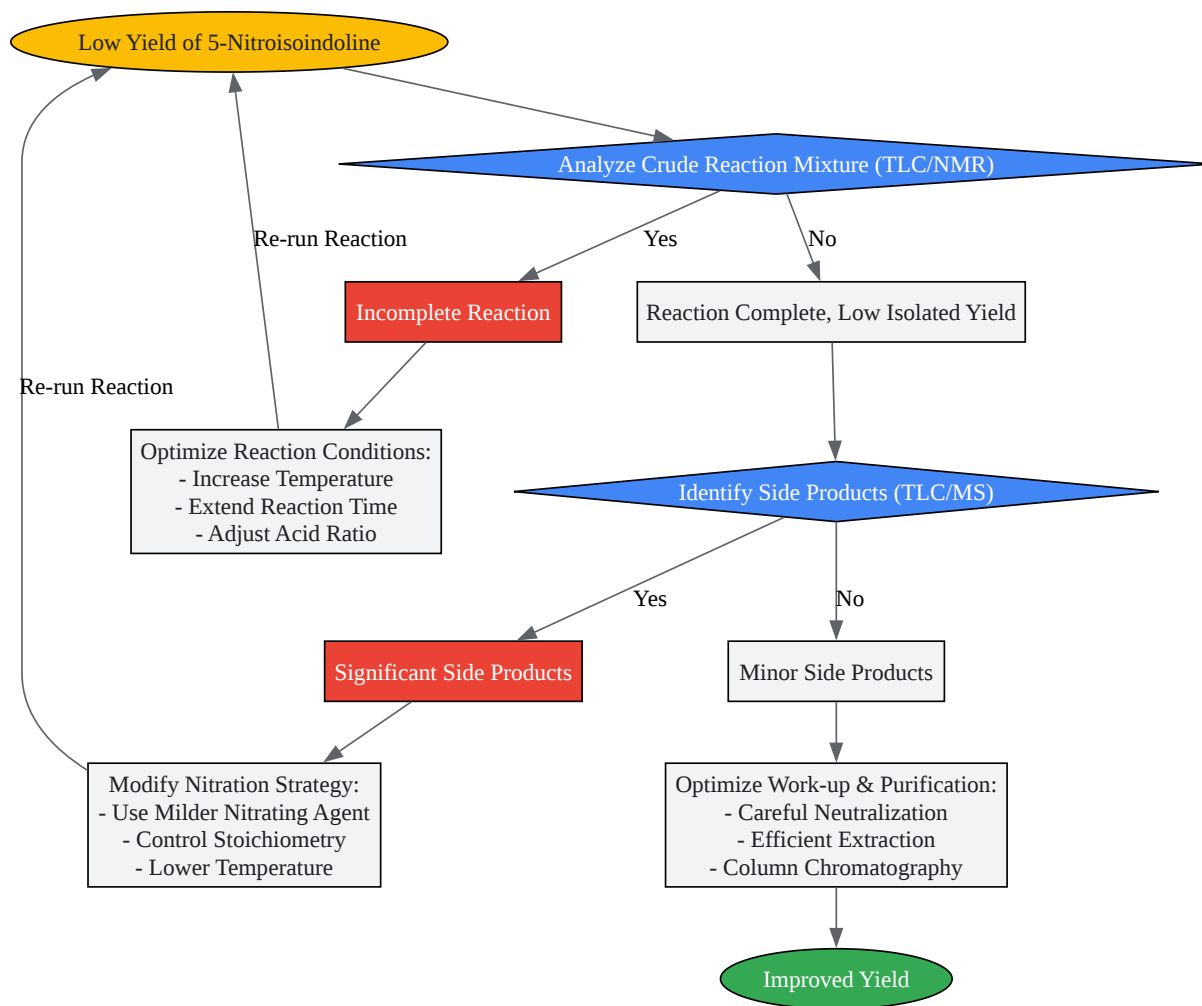 Low Yield of 5-Nitroisoindoline
Analyze Crude Reaction Mixture (TLC/NMR)
Re-run Reaction
Yes
No
Incomplete Reaction
Reaction Complete, Low Isolated Yield
Re-run Reaction
Optimize Reaction Conditions:
- Increase Temperature
- Extend Reaction Time
- Adjust Acid Ratio
Identify Side Products (TLC/MS)
Yes
No
Significant Side Products
Minor Side Products
Modify Nitration Strategy:
- Use Milder Nitrating Agent
- Control Stoichiometry
- Lower Temperature
Optimize Work-up & Purification:
- Careful Neutralization
- Efficient Extraction
- Column Chromatography
Improved Yield